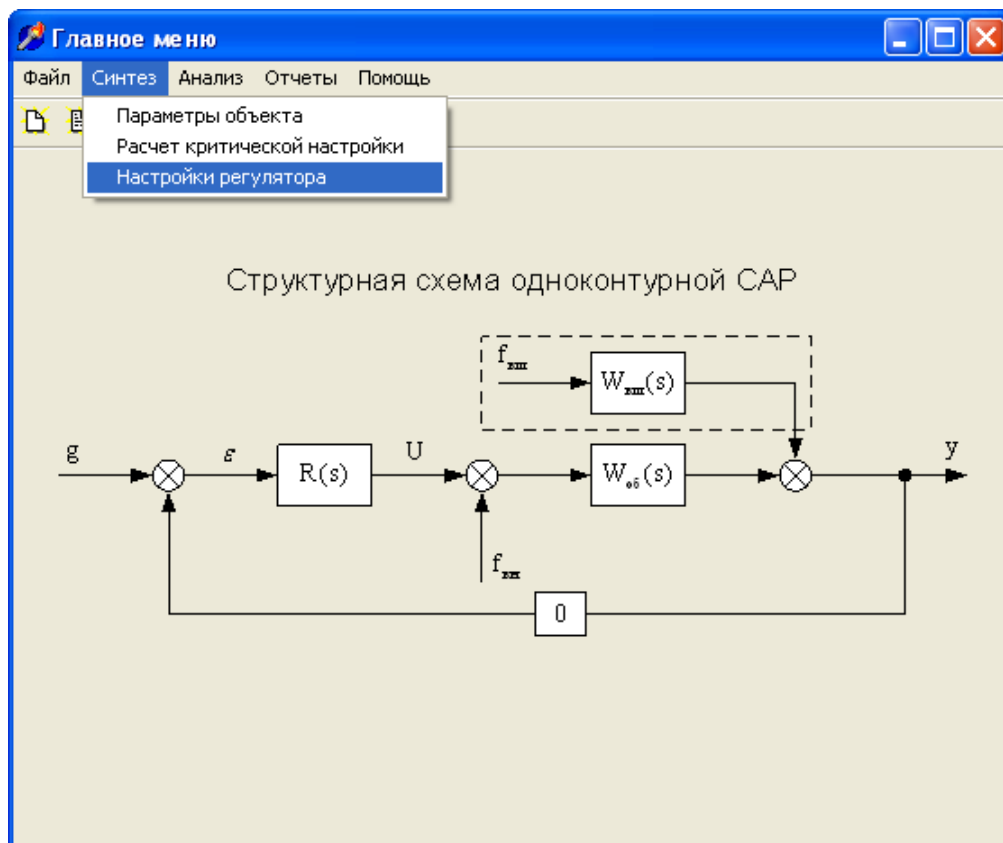 Главное меню
Файл Синтез Анализ Отчеты Помощь
Параметры объекта
Расчет критической настройки
Настройки регулятора
Структурная схема одноконтурной САР
f
W (s)
g ε R(s) U W об (s) y
f
0